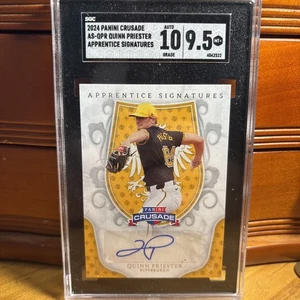 SGC
2024 PANINI CRUSADE
AS-QPR QUINN PRIESTER
APPRENTICE SIGNATURES
AUTO
10
GRADE
9.5
4562522
APPRENTICE SIGNATURES
PANINI
CRUSADE
QUINN PRIESTER
PITTSBURGH